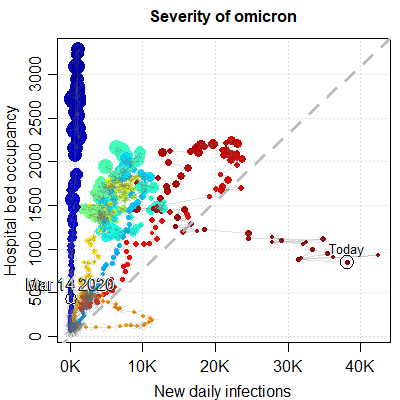 Severity of omicron
Hospital bed occupancy
3000
2500
2000
1500
1000
500
0
Mar 14 2020
Today
0K 10K 20K 30K 40K
New daily infections